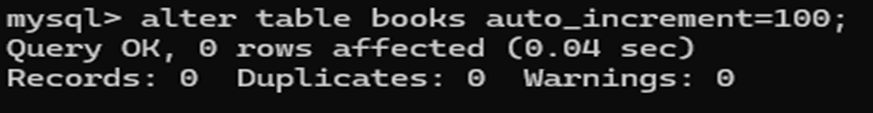 mysql> alter table books auto_increment=100;
Query OK, 0 rows affected (0.04 sec)
Records: 0  Duplicates: 0  Warnings: 0